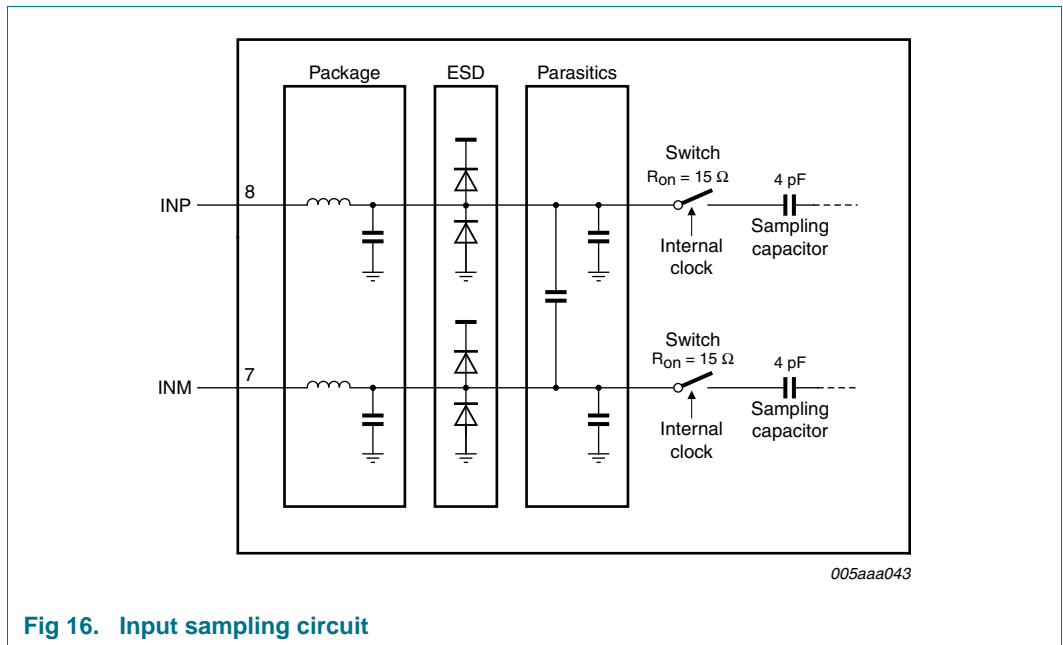 Package
ESD
Parasitics
Switch
Ron = 15 Ω
4 pF
INP
8
Internal
clock
Sampling
capacitor
Switch
Ron = 15 Ω
4 pF
INM
7
Internal
clock
Sampling
capacitor
005aaa043
Fig 16. Input sampling circuit